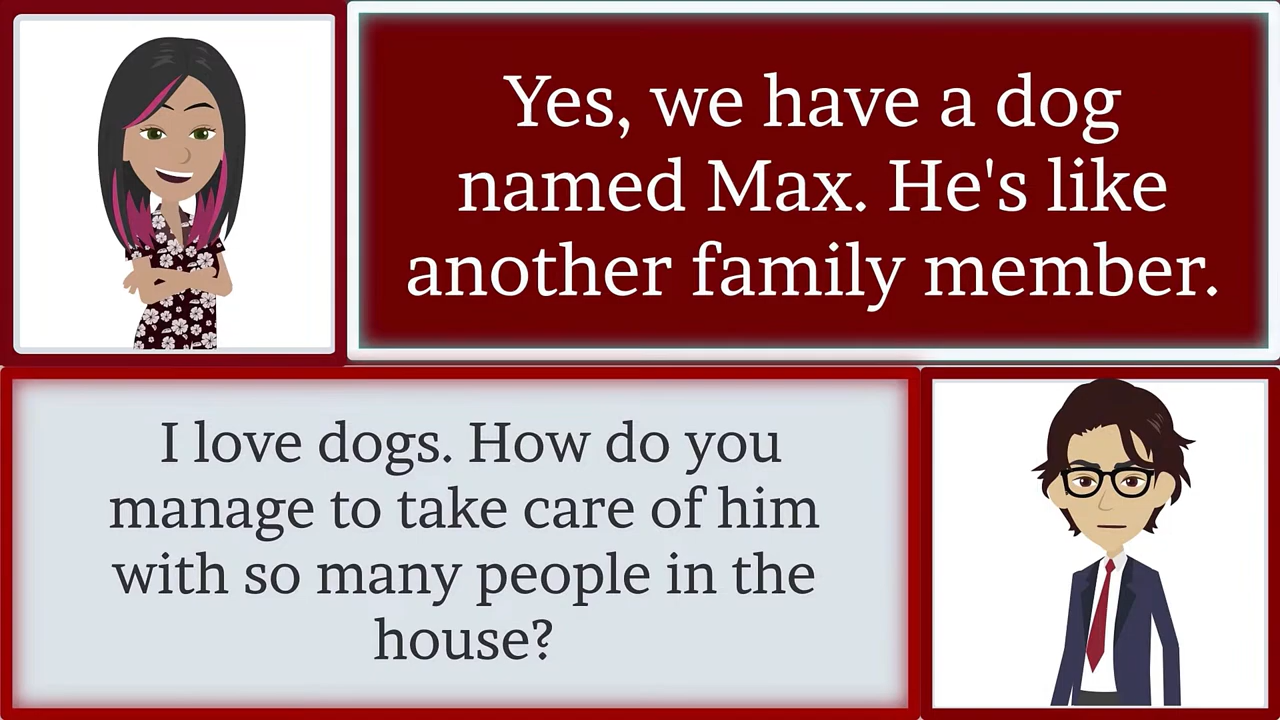 Yes, we have a dog
named Max. He's like
another family member.
I love dogs. How do you
manage to take care of him
with so many people in the
house?